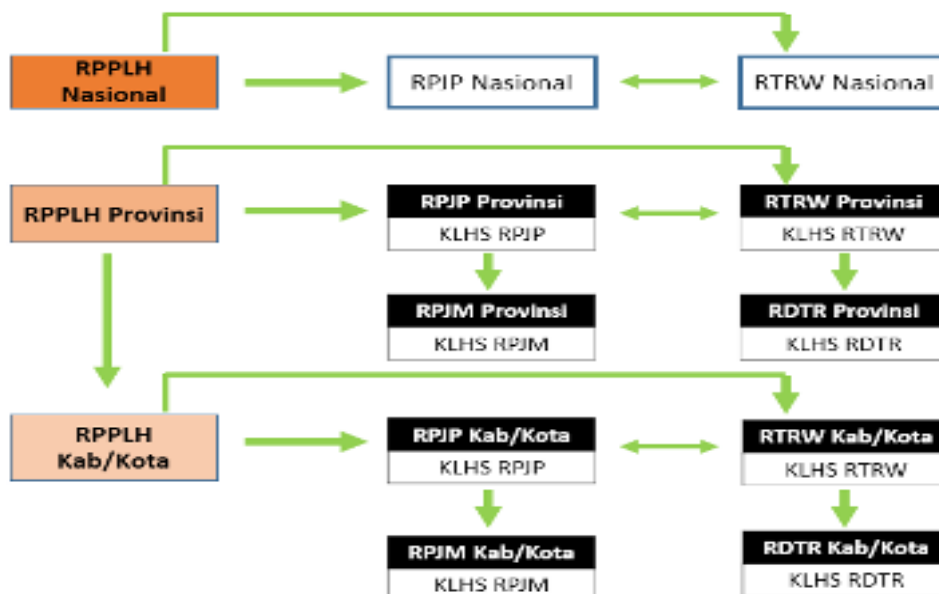 RPPLH
Nasional
RPJP Nasional
RTRW Nasional
RPPLH Provinsi
RPJP Provinsi
KLHS RPJP
RTRW Provinsi
KLHS RTRW
RPJM Provinsi
KLHS RPJM
RDTR Provinsi
KLHS RDTR
RPPLH
Kab/Kota
RPJP Kab/Kota
KLHS RPJP
RTRW Kab/Kota
KLHS RTRW
RPJM Kab/Kota
KLHS RPJM
RDTR Kab/Kota
KLHS RDTR